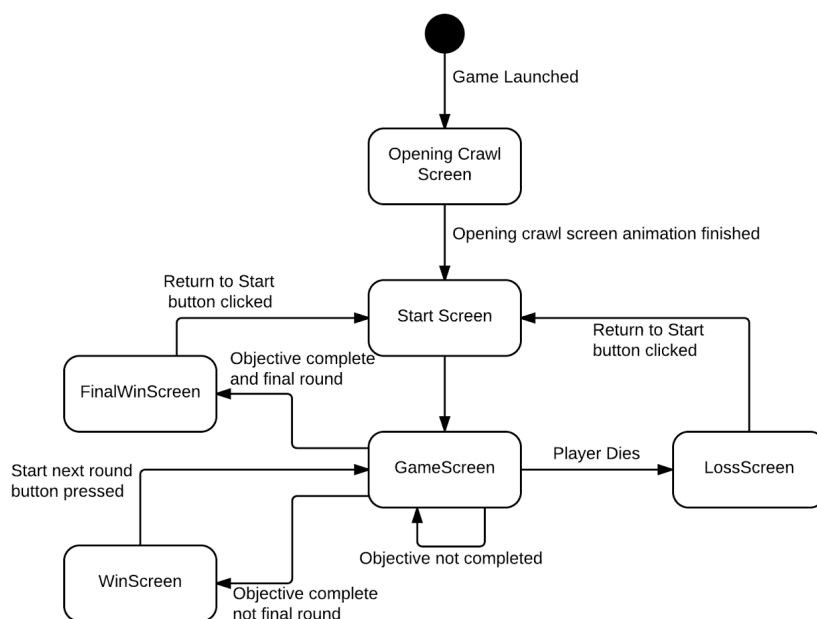 Game Launched
Opening Crawl
Screen
Opening crawl screen animation finished
Return to Start
button clicked
Start Screen
Return to Start
button clicked
Objective complete
and final round
FinalWinScreen
Start next round
button pressed
GameScreen
Player Dies
LossScreen
Objective not completed
WinScreen
Objective complete
not final round